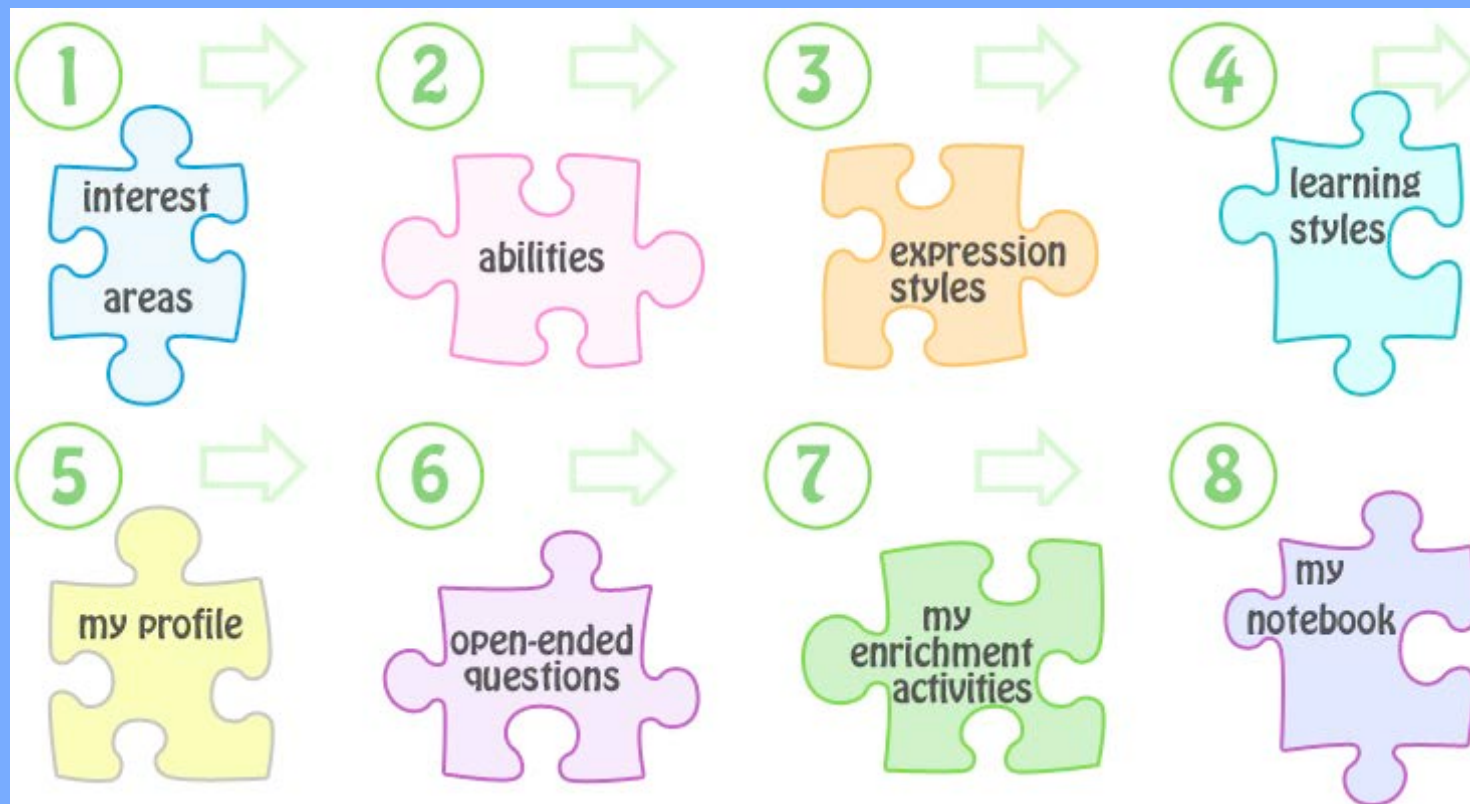 1
2
3
4
interest
areas
abilities
expression
styles
learning
styles
5
6
7
8
my profile
open-ended
questions
my
enrichment
activities
my
notebook